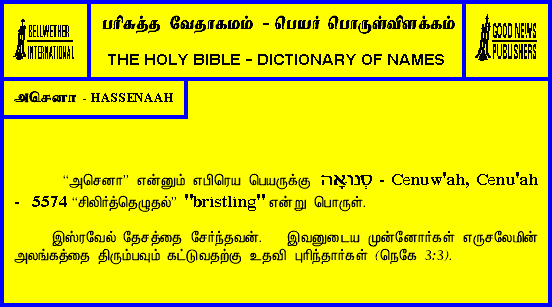 BELLWETHER
INTERNATIONAL
பரிசுத்த வேதாகமம் - பெயர் பொருள்விளக்கம்
THE HOLY BIBLE - DICTIONARY OF NAMES
GOOD NEWS
PUBLISHERS
அசெனா - HASSENAAH
“அசெனா” என்னும் எபிரெய பெயருக்கு סְנוּאָה - Cenuw'ah, Cenu'ah
- 5574 “சிலிர்த்தெழுதல்” "bristling" என்று பொருள்.
இஸ்ரவேல் தேசத்தை சேர்ந்தவன். இவனுடைய முன்னோர்கள் எருசலேமின்
அலங்கத்தை திரும்பவும் கட்டுவதற்கு உதவி புரிந்தார்கள் (நெகே 3:3).